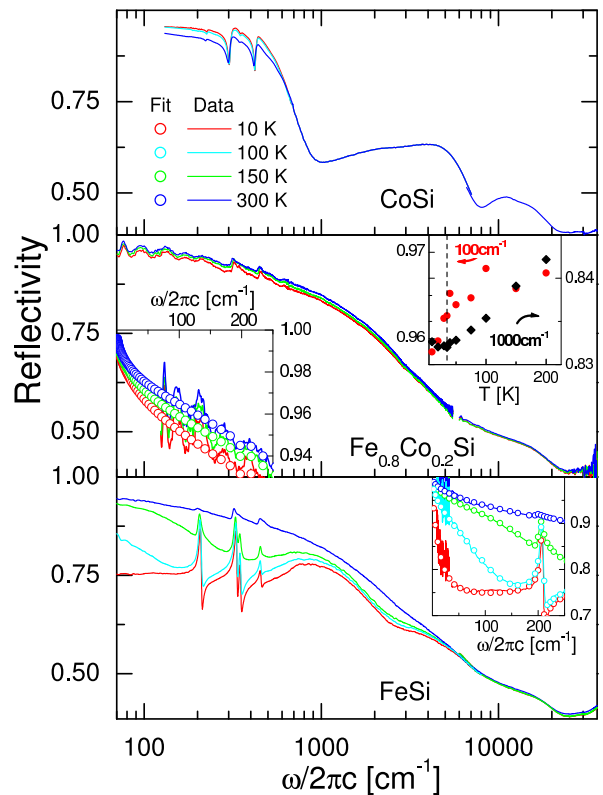 Reflectivity
0.75
0.50
Fit Data
10 K
100 K
150 K
300 K
CoSi
1.00
0.75
0.50
ω/2πc [cm⁻¹]
100 200
1.00
0.98
0.96
0.94
0.97
0.96
100cm⁻¹
1000cm⁻¹
0.84
0.83
0 50 100 150 200
T [K]
Fe₀.₈Co₀.₂Si
1.00
0.75
0.50
0.9
0.8
0.7
0 100 200
ω/2πc [cm⁻¹]
FeSi
100 1000 10000
ω/2πc [cm⁻¹]